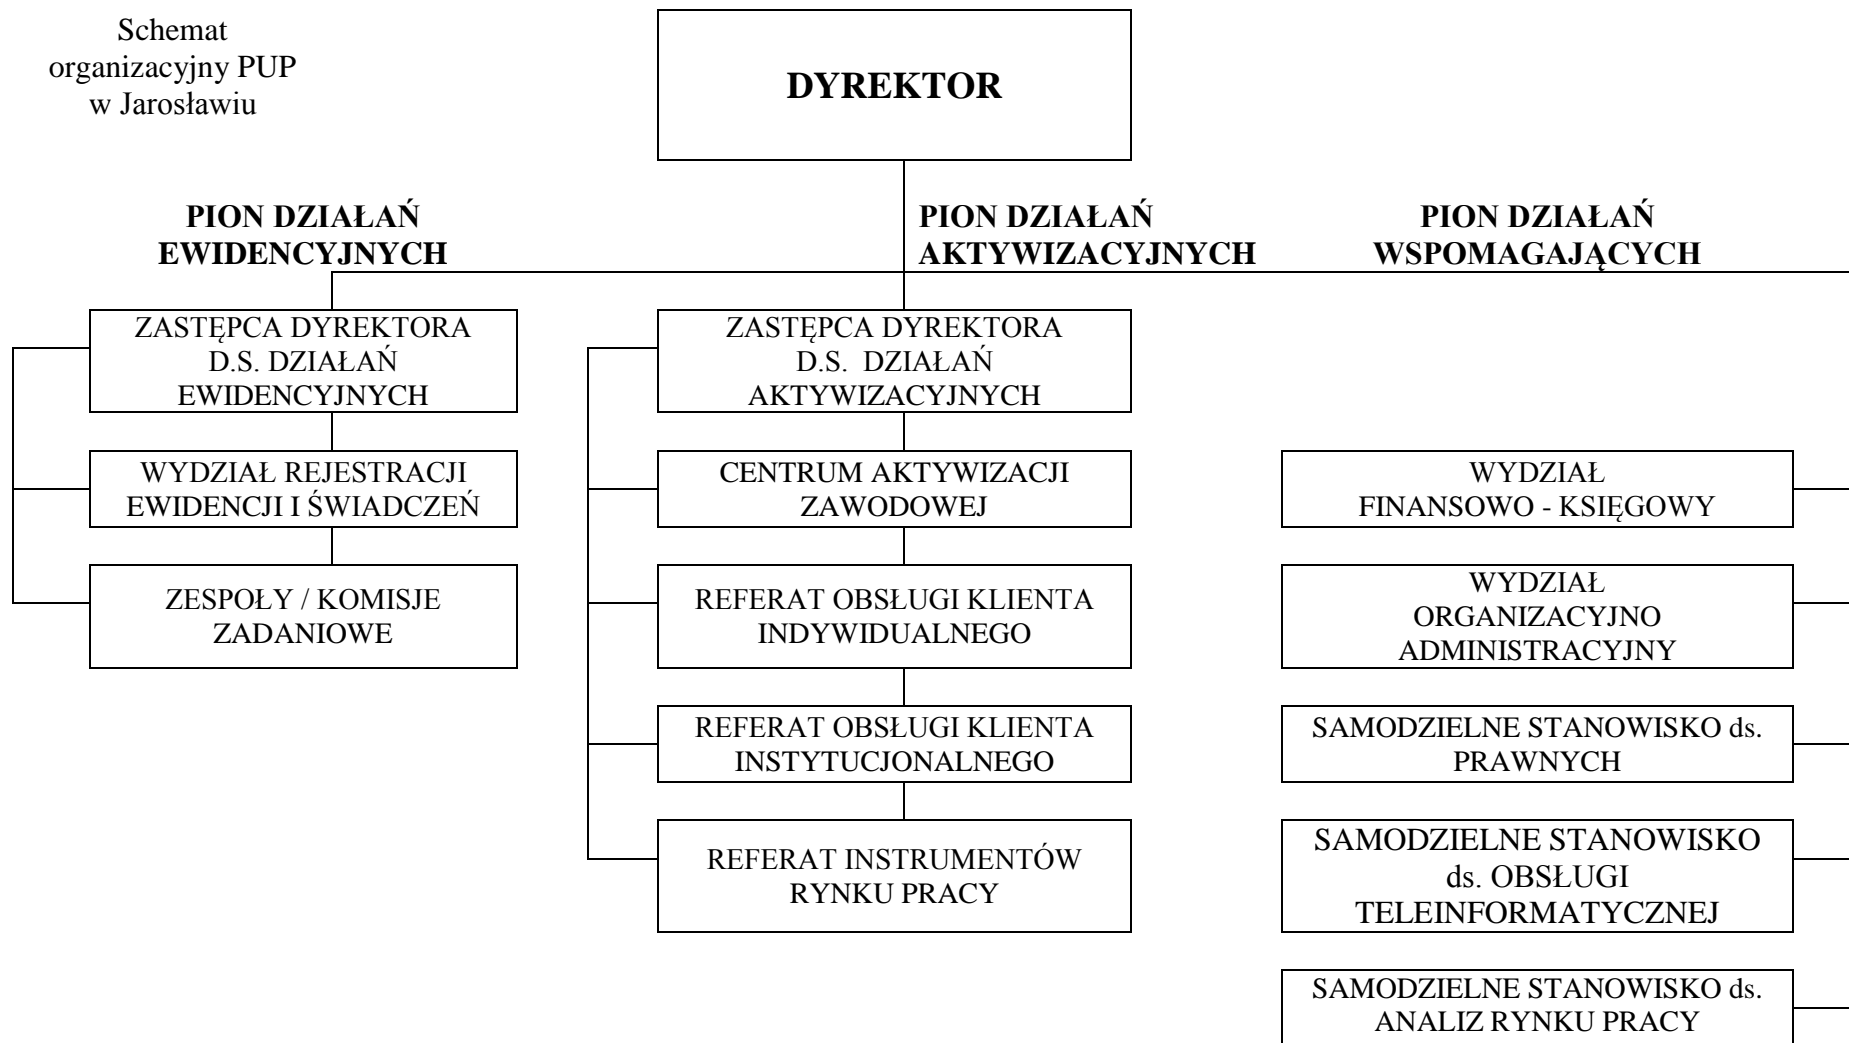 Schemat
organizacyjny PUP
w Jarosławiu
DYREKTOR
PION DZIAŁAŃ
EWIDENCYJNYCH
PION DZIAŁAŃ
AKTYWIZACYJNYCH
PION DZIAŁAŃ
WSPOMAGAJĄCYCH
ZASTĘPCA DYREKTORA
D.S. DZIAŁAŃ
EWIDENCYJNYCH
WYDZIAŁ REJESTRACJI
EWIDENCJI I ŚWIADCZEŃ
ZESPOŁY / KOMISJE
ZADANIOWE
ZASTĘPCA DYREKTORA
D.S. DZIAŁAŃ
AKTYWIZACYJNYCH
CENTRUM AKTYWIZACJI
ZAWODOWEJ
REFERAT OBSŁUGI KLIENTA
INDYWIDUALNEGO
REFERAT OBSŁUGI KLIENTA
INSTYTUCJONALNEGO
REFERAT INSTRUMENTÓW
RYNKU PRACY
WYDZIAŁ
FINANSOWO - KSIĘGOWY
WYDZIAŁ
ORGANIZACYJNO
ADMINISTRACYJNY
SAMODZIELNE STANOWISKO ds.
PRAWNYCH
SAMODZIELNE STANOWISKO
ds. OBSŁUGI
TELEINFORMATYCZNEJ
SAMODZIELNE STANOWISKO ds.
ANALIZ RYNKU PRACY